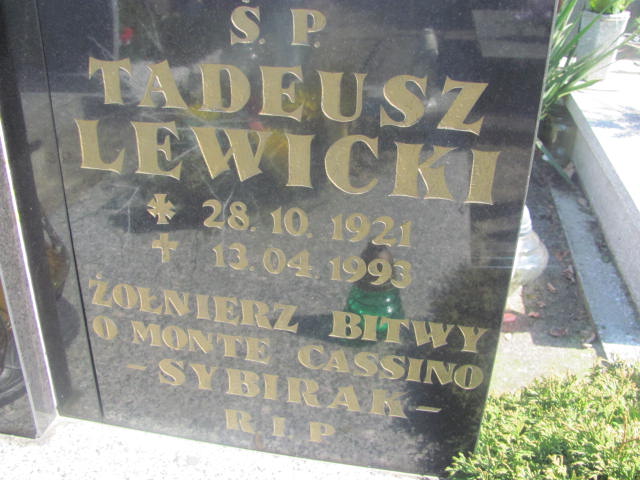 Ś. P.
TADEUSZ
LEWICKI
* 28. 10. 1921
† 13. 04. 1993
ŻOŁNIERZ BITWY
O MONTE CASSINO
- SYBIRAK -
R I P